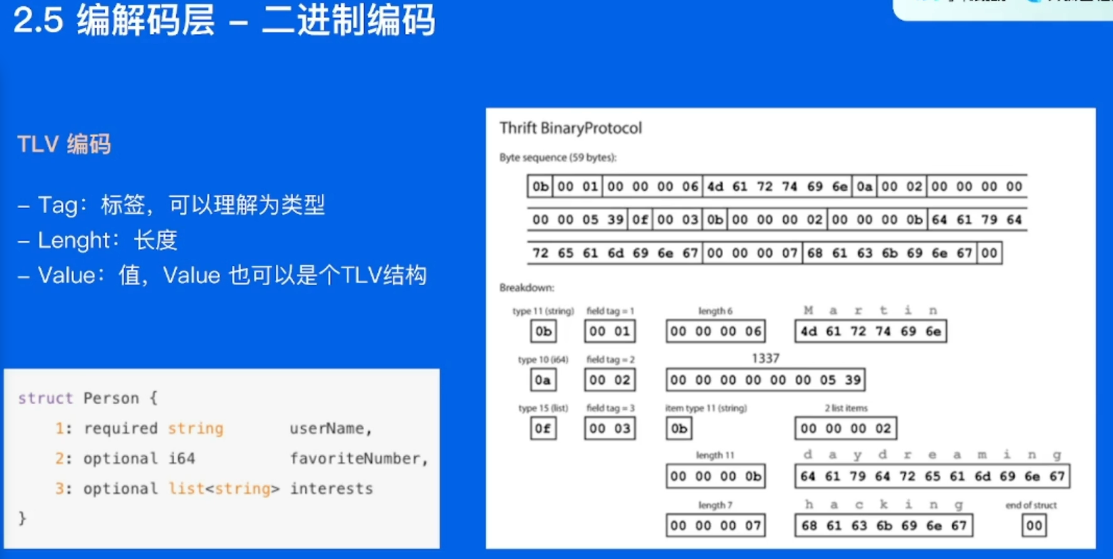 2.5 编解码层 – 二进制编码
TLV 编码
– Tag：标签，可以理解为类型
– Lenght：长度
– Value：值，Value 也可以是个TLV结构
struct Person {
1: required string userName,
2: optional i64 favoriteNumber,
3: optional list<string> interests
}
Thrift BinaryProtocol
Byte sequence (59 bytes):
0b 00 01 00 00 00 06 4d 61 72 74 69 6e 0a 00 02 00 00 00 00
00 00 05 39 0f 00 03 0b 00 00 00 02 00 00 00 0b 64 61 79 64
72 65 61 6d 69 6e 67 00 00 00 07 68 61 63 6b 69 6e 67 00
Breakdown:
type 11 (string) field tag = 1 length 6 M a r t i n
0b 00 01 00 00 00 06 4d 61 72 74 69 6e
type 10 (i64) field tag = 2 1337
0a 00 02 00 00 00 00 00 00 05 39
type 15 (list) field tag = 3 item type 11 (string) 2 list items
0f 00 03 0b 00 00 00 02
length 11 d a y d r e a m i n g
00 00 00 0b 64 61 79 64 72 65 61 6d 69 6e 67
length 7 h a c k i n g end of struct
00 00 00 07 68 61 63 6b 69 6e 67 00